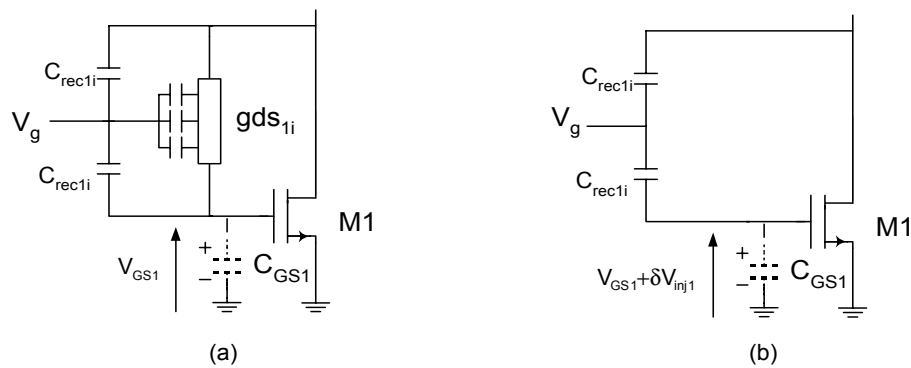 C_rec1i
V_g
gds_1i
C_rec1i
M1
V_GS1
+
−
C_GS1
(a)
C_rec1i
V_g
C_rec1i
M1
V_GS1+δV_inj1
+
−
C_GS1
(b)